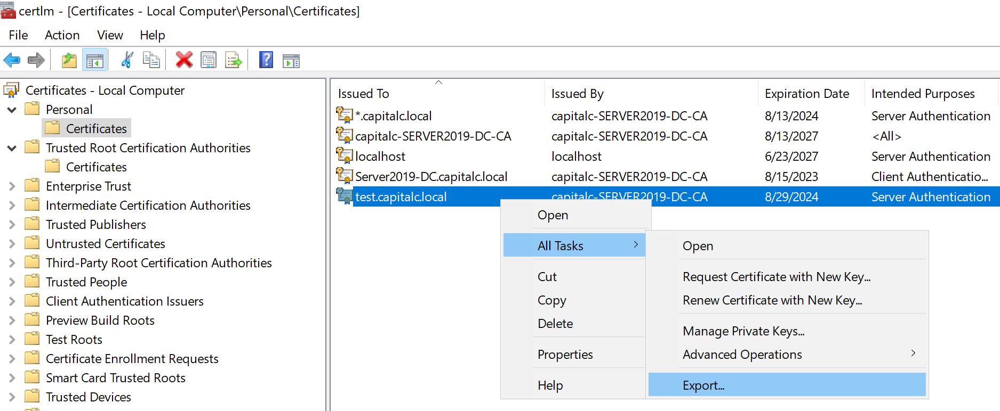 certlm - [Certificates - Local Computer\Personal\Certificates]
File Action View Help
Certificates - Local Computer
Personal
Certificates
Trusted Root Certification Authorities
Certificates
Enterprise Trust
Intermediate Certification Authorities
Trusted Publishers
Untrusted Certificates
Third-Party Root Certification Authorities
Trusted People
Client Authentication Issuers
Preview Build Roots
Test Roots
Certificate Enrollment Requests
Smart Card Trusted Roots
Trusted Devices
Issued To Issued By Expiration Date Intended Purposes
*.capitalc.local capitalc-SERVER2019-DC-CA 8/13/2024 Server Authentication
capitalc-SERVER2019-DC-CA capitalc-SERVER2019-DC-CA 8/13/2027 <All>
localhost localhost 6/23/2027 Server Authentication
Server2019-DC.capitalc.local capitalc-SERVER2019-DC-CA 8/15/2023 Client Authenticatio...
test.capitalc.local capitalc-SERVER2019-DC-CA 8/29/2024 Server Authentication
Open
All Tasks
Cut
Copy
Delete
Properties
Help
Open
Request Certificate with New Key...
Renew Certificate with New Key...
Manage Private Keys...
Advanced Operations
Export...